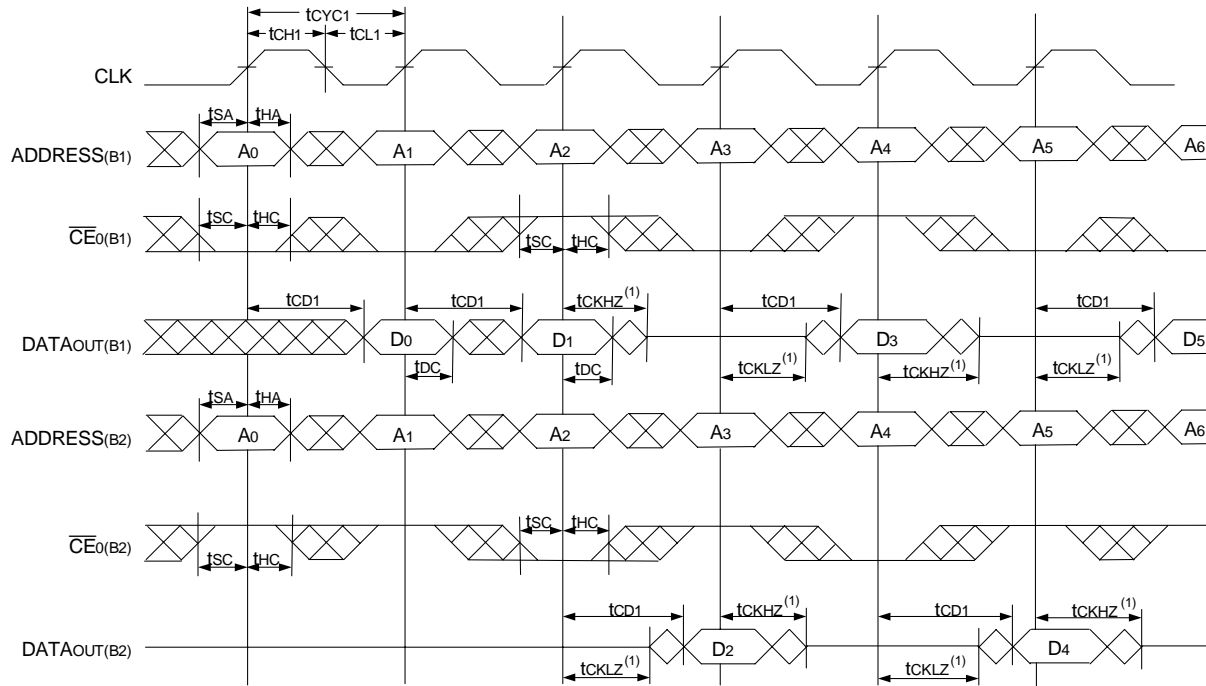 tCYC1
tCH1 tCL1
CLK
tSA tHA
ADDRESS(B1) A0 A1 A2 A3 A4 A5 A6
tSC tHC
CE0(B1)
tSC tHC
tCD1 tCD1 tCKHZ(1) tCD1 tCD1
DATAOUT(B1) D0 D1 D3 D5
tDC tDC tCKLZ(1) tCKHZ(1) tCKLZ(1)
tSA tHA
ADDRESS(B2) A0 A1 A2 A3 A4 A5 A6
tSC tHC
CE0(B2)
tSC tHC
tCD1 tCKHZ(1) tCD1 tCKHZ(1)
DATAOUT(B2) D2 D4
tCKLZ(1) tCKLZ(1)